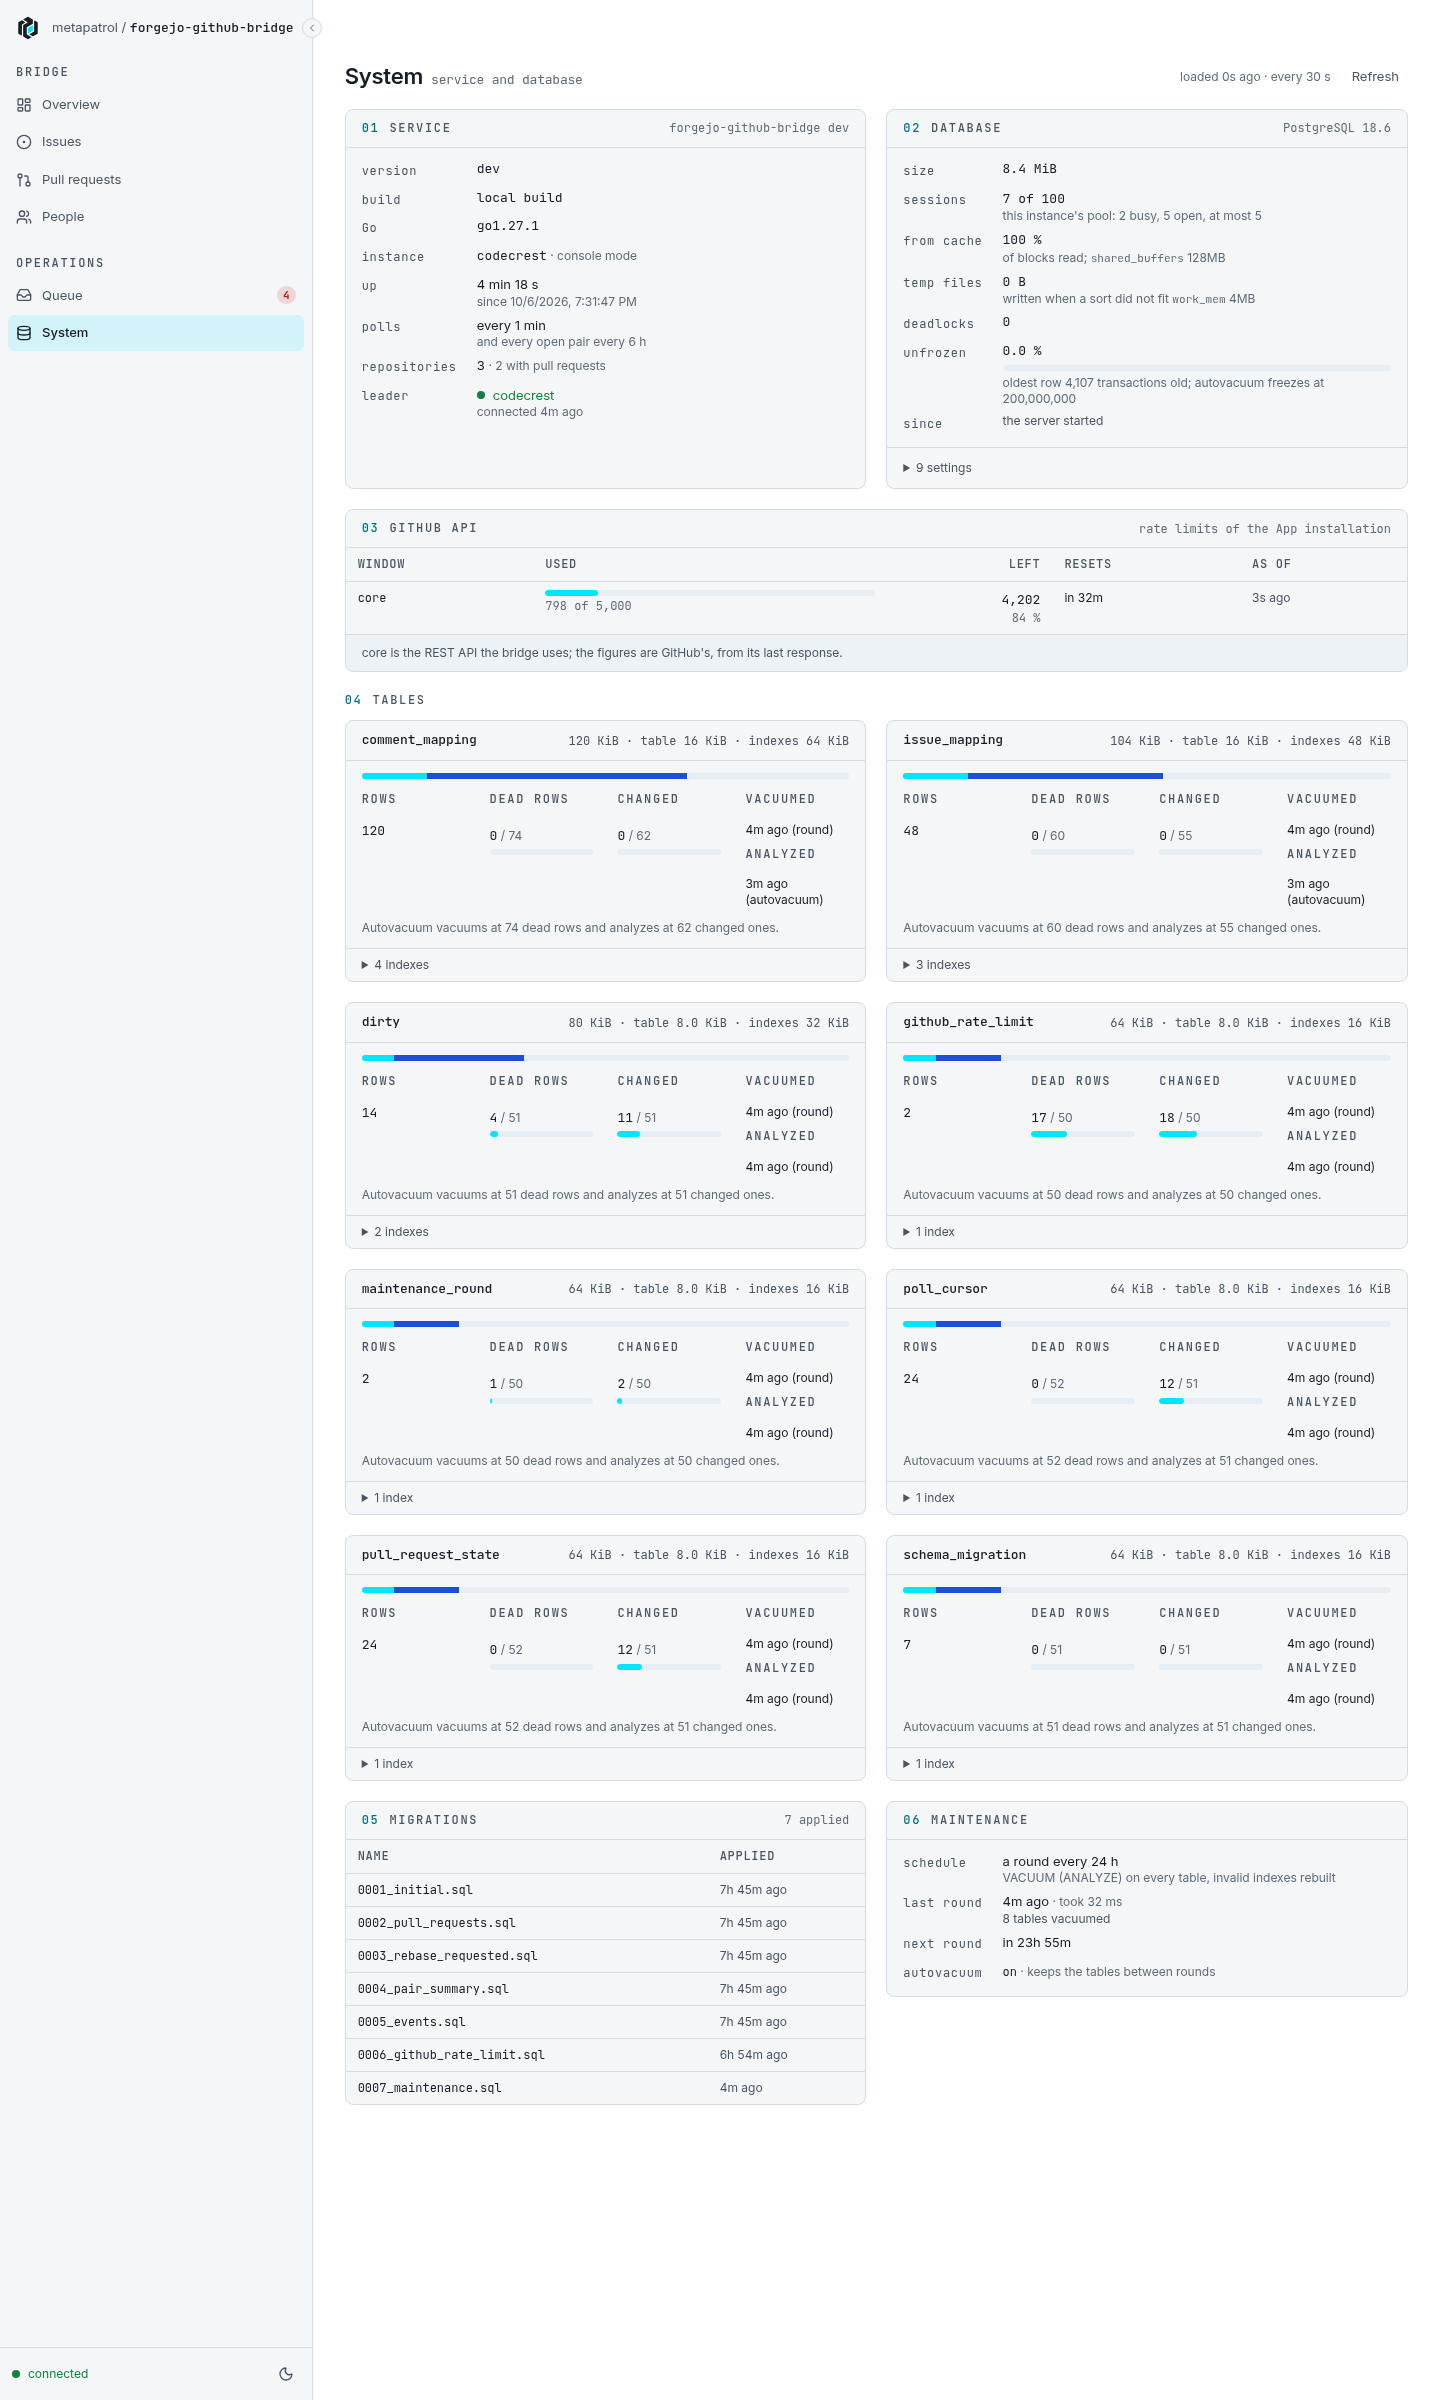 metapatrol / forgejo-github-bridge
BRIDGE
Overview
Issues
Pull requests
People
OPERATIONS
Queue 4
System
connected
System service and database
loaded 0s ago · every 30 s Refresh
01 SERVICE forgejo-github-bridge dev
version dev
build local build
Go go1.27.1
instance codecrest · console mode
up 4 min 18 s
since 10/6/2026, 7:31:47 PM
polls every 1 min
and every open pair every 6 h
repositories 3 · 2 with pull requests
leader codecrest
connected 4m ago
02 DATABASE PostgreSQL 18.6
size 8.4 MiB
sessions 7 of 100
this instance's pool: 2 busy, 5 open, at most 5
from cache 100 %
of blocks read; shared_buffers 128MB
temp files 0 B
written when a sort did not fit work_mem 4MB
deadlocks 0
unfrozen 0.0 %
oldest row 4,107 transactions old; autovacuum freezes at
200,000,000
since the server started
9 settings
03 GITHUB API rate limits of the App installation
WINDOW USED LEFT RESETS AS OF
core 798 of 5,000 4,202 in 32m 3s ago
84 %
core is the REST API the bridge uses; the figures are GitHub's, from its last response.
04 TABLES
comment_mapping 120 KiB · table 16 KiB · indexes 64 KiB
ROWS DEAD ROWS CHANGED VACUUMED
120 0 / 74 0 / 62 4m ago (round)
ANALYZED
3m ago
(autovacuum)
Autovacuum vacuums at 74 dead rows and analyzes at 62 changed ones.
4 indexes
issue_mapping 104 KiB · table 16 KiB · indexes 48 KiB
ROWS DEAD ROWS CHANGED VACUUMED
48 0 / 60 0 / 55 4m ago (round)
ANALYZED
3m ago
(autovacuum)
Autovacuum vacuums at 60 dead rows and analyzes at 55 changed ones.
3 indexes
dirty 80 KiB · table 8.0 KiB · indexes 32 KiB
ROWS DEAD ROWS CHANGED VACUUMED
14 4 / 51 11 / 51 4m ago (round)
ANALYZED
4m ago (round)
Autovacuum vacuums at 51 dead rows and analyzes at 51 changed ones.
2 indexes
github_rate_limit 64 KiB · table 8.0 KiB · indexes 16 KiB
ROWS DEAD ROWS CHANGED VACUUMED
2 17 / 50 18 / 50 4m ago (round)
ANALYZED
4m ago (round)
Autovacuum vacuums at 50 dead rows and analyzes at 50 changed ones.
1 index
maintenance_round 64 KiB · table 8.0 KiB · indexes 16 KiB
ROWS DEAD ROWS CHANGED VACUUMED
2 1 / 50 2 / 50 4m ago (round)
ANALYZED
4m ago (round)
Autovacuum vacuums at 50 dead rows and analyzes at 50 changed ones.
1 index
poll_cursor 64 KiB · table 8.0 KiB · indexes 16 KiB
ROWS DEAD ROWS CHANGED VACUUMED
24 0 / 52 12 / 51 4m ago (round)
ANALYZED
4m ago (round)
Autovacuum vacuums at 52 dead rows and analyzes at 51 changed ones.
1 index
pull_request_state 64 KiB · table 8.0 KiB · indexes 16 KiB
ROWS DEAD ROWS CHANGED VACUUMED
24 0 / 52 12 / 51 4m ago (round)
ANALYZED
4m ago (round)
Autovacuum vacuums at 52 dead rows and analyzes at 51 changed ones.
1 index
schema_migration 64 KiB · table 8.0 KiB · indexes 16 KiB
ROWS DEAD ROWS CHANGED VACUUMED
7 0 / 51 0 / 51 4m ago (round)
ANALYZED
4m ago (round)
Autovacuum vacuums at 51 dead rows and analyzes at 51 changed ones.
1 index
05 MIGRATIONS 7 applied
NAME APPLIED
0001_initial.sql 7h 45m ago
0002_pull_requests.sql 7h 45m ago
0003_rebase_requested.sql 7h 45m ago
0004_pair_summary.sql 7h 45m ago
0005_events.sql 7h 45m ago
0006_github_rate_limit.sql 6h 54m ago
0007_maintenance.sql 4m ago
06 MAINTENANCE
schedule a round every 24 h
VACUUM (ANALYZE) on every table, invalid indexes rebuilt
last round 4m ago · took 32 ms
8 tables vacuumed
next round in 23h 55m
autovacuum on · keeps the tables between rounds